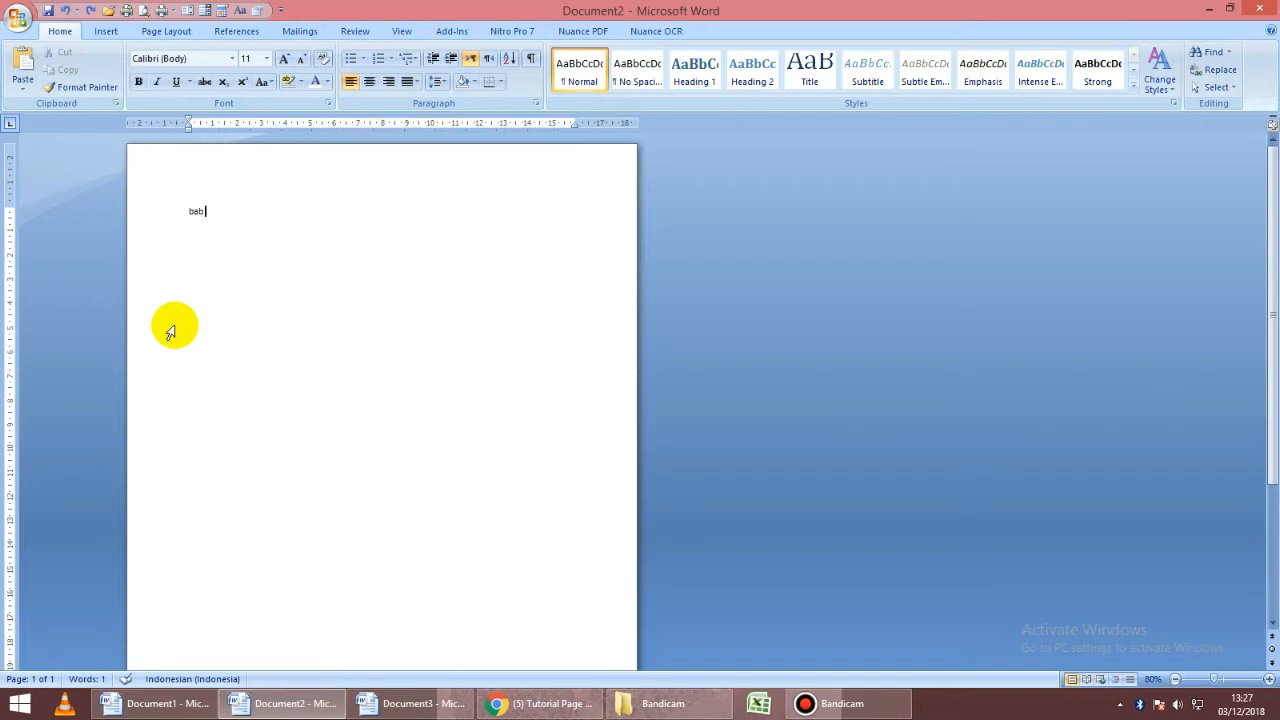 Document2 - Microsoft Word
Home Insert Page Layout References Mailings Review View Add-Ins Nitro Pro 7 Nuance PDF Nuance OCR
Paste
Cut
Copy
Format Painter
Clipboard
Calibri (Body) 11
Font
Paragraph
AaBbCcDc AaBbCcDc AaBbC AaBbCc AaB AaBbCc. AaBbCcDc AaBbCcDc AaBbCcDc AaBbCcDc
¶ Normal ¶ No Spaci... Heading 1 Heading 2 Title Subtitle Subtle Em... Emphasis Intense E... Strong
Styles
Change Styles
Find
Replace
Select
Editing
bab
Activate Windows
Go to PC settings to activate Windows.
Page: 1 of 1 Words: 1 Indonesian (Indonesia) 80%
Document1 - Mic... Document2 - Mic... Document3 - Mic... (5) Tutorial Page ... Bandicam Bandicam
13:27
03/12/2018